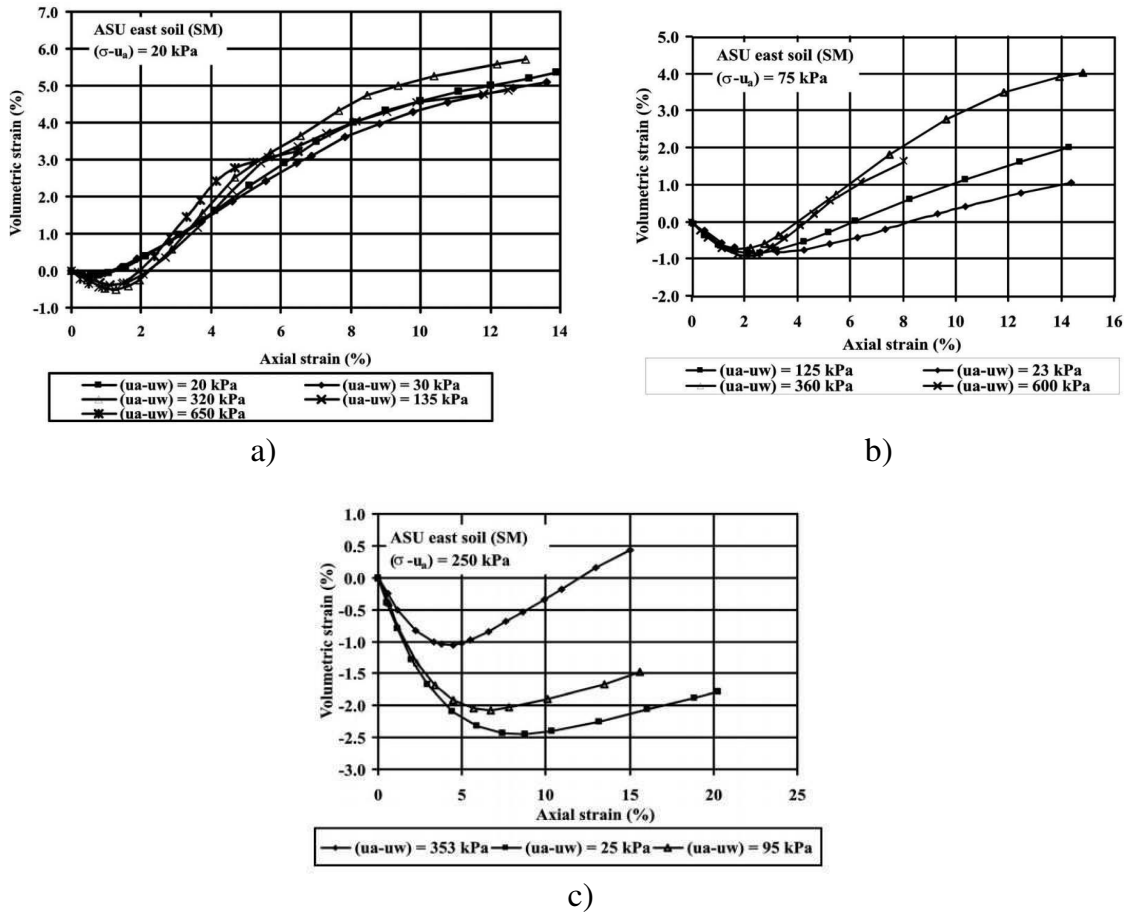 ASU east soil (SM)
(σ-uₐ) = 20 kPa
Volumetric strain (%)
7.0
6.0
5.0
4.0
3.0
2.0
1.0
0.0
-1.0
0 2 4 6 8 10 12 14
Axial strain (%)
(ua-uw) = 20 kPa (ua-uw) = 30 kPa
(ua-uw) = 320 kPa (ua-uw) = 135 kPa
(ua-uw) = 650 kPa
a)
ASU east soil (SM)
(σ-uₐ) = 75 kPa
Volumetric strain (%)
5.0
4.0
3.0
2.0
1.0
0.0
-1.0
-2.0
0 2 4 6 8 10 12 14 16
Axial strain (%)
(ua-uw) = 125 kPa (ua-uw) = 23 kPa
(ua-uw) = 360 kPa (ua-uw) = 600 kPa
b)
ASU east soil (SM)
(σ-uₐ) = 250 kPa
Volumetric strain (%)
1.0
0.5
0.0
-0.5
-1.0
-1.5
-2.0
-2.5
-3.0
0 5 10 15 20 25
Axial strain (%)
(ua-uw) = 353 kPa (ua-uw) = 25 kPa (ua-uw) = 95 kPa
c)